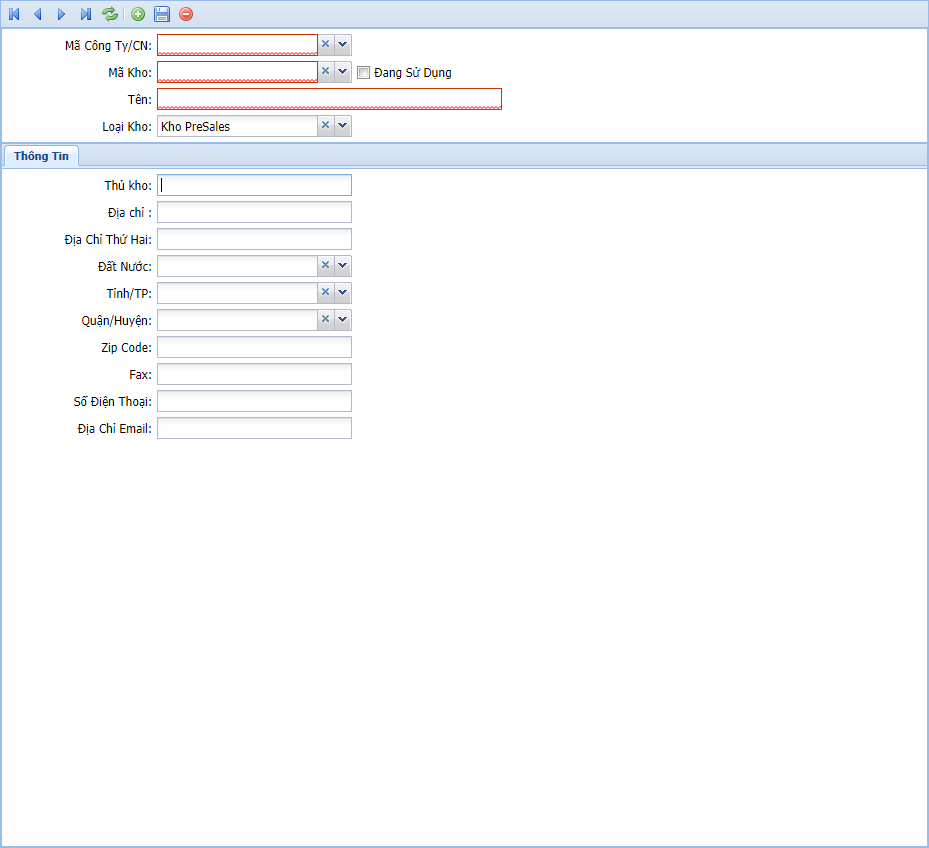 Mã Công Ty/CN:
Mã Kho: Đang Sử Dụng
Tên:
Loại Kho: Kho PreSales
Thông Tin
Thủ kho:
Địa chỉ :
Địa Chỉ Thứ Hai:
Đất Nước:
Tỉnh/TP:
Quận/Huyện:
Zip Code:
Fax:
Số Điện Thoại:
Địa Chỉ Email: